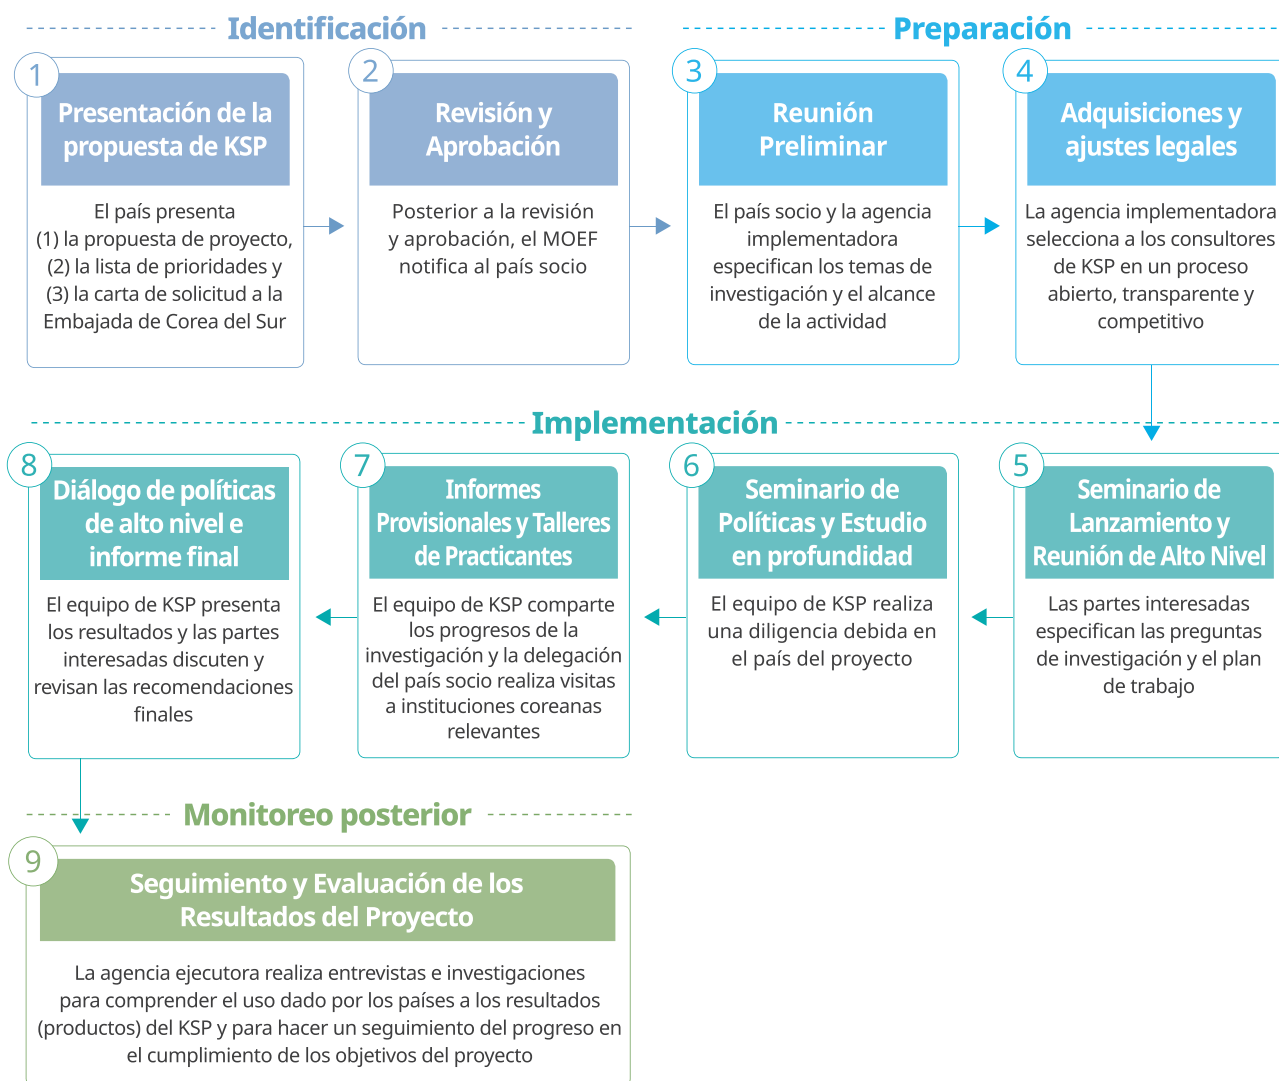 Identificación
1
Presentación de la
propuesta de KSP
El país presenta
(1) la propuesta de proyecto,
(2) la lista de prioridades y
(3) la carta de solicitud a la
Embajada de Corea del Sur
2
Revisión y
Aprobación
Posterior a la revisión
y aprobación, el MOEF
notifica al país socio
Preparación
3
Reunión
Preliminar
El país socio y la agencia
implementadora
especifican los temas de
investigación y el alcance
de la actividad
4
Adquisiciones y
ajustes legales
La agencia implementadora
selecciona a los consultores
de KSP en un proceso
abierto, transparente y
competitivo
Implementación
5
Seminario de
Lanzamiento y
Reunión de Alto Nivel
Las partes interesadas
especifican las preguntas
de investigación y el plan
de trabajo
6
Seminario de
Políticas y Estudio
en profundidad
El equipo de KSP realiza
una diligencia debida en
el país del proyecto
7
Informes
Provisionales y Talleres
de Practicantes
El equipo de KSP comparte
los progresos de la
investigación y la delegación
del país socio realiza visitas
a instituciones coreanas
relevantes
8
Diálogo de políticas
de alto nivel e
informe final
El equipo de KSP presenta
los resultados y las partes
interesadas discuten y
revisan las recomendaciones
finales
Monitoreo posterior
9
Seguimiento y Evaluación de los
Resultados del Proyecto
La agencia ejecutora realiza entrevistas e investigaciones
para comprender el uso dado por los países a los resultados
(productos) del KSP y para hacer un seguimiento del progreso en
el cumplimiento de los objetivos del proyecto